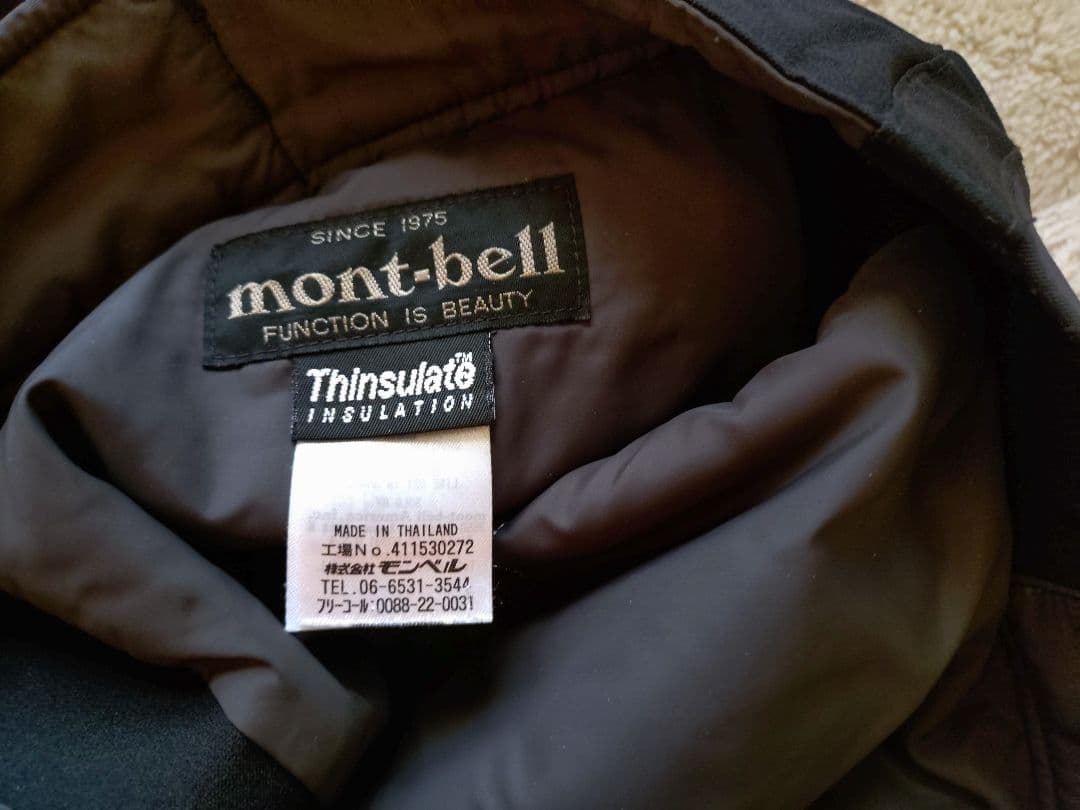 SINCE 1975
mont-bell
FUNCTION IS BEAUTY
Thinsulate™
INSULATION
MADE IN THAILAND
工場No.411530272
株式会社モンベル
TEL.06-6531-3544
フリーコール:0088-22-0031